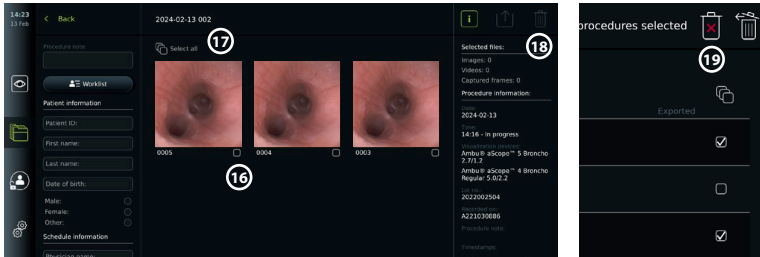 14:23
13 Feb
Back
2024-02-13 002
i
Procedure note
Select all
17
18
Worklist
Patient information
Patient ID:
First name:
Last name:
Date of birth:
Male:
Female:
Other:
Schedule information
Physician name:
0005
0004
0003
16
Selected files:
Images: 0
Videos: 0
Captured frames: 0
Procedure information:
Date:
2024-02-13
Time:
14:16 - In progress
Visualization devices:
Ambu® aScope™ 5 Broncho
2.7/1.2
Ambu® aScope™ 4 Broncho
Regular 5.0/2.2
Lot no.:
2022002504
Recorded on:
A221030086
Procedure note:
Timestamps:
procedures selected
19
Exported